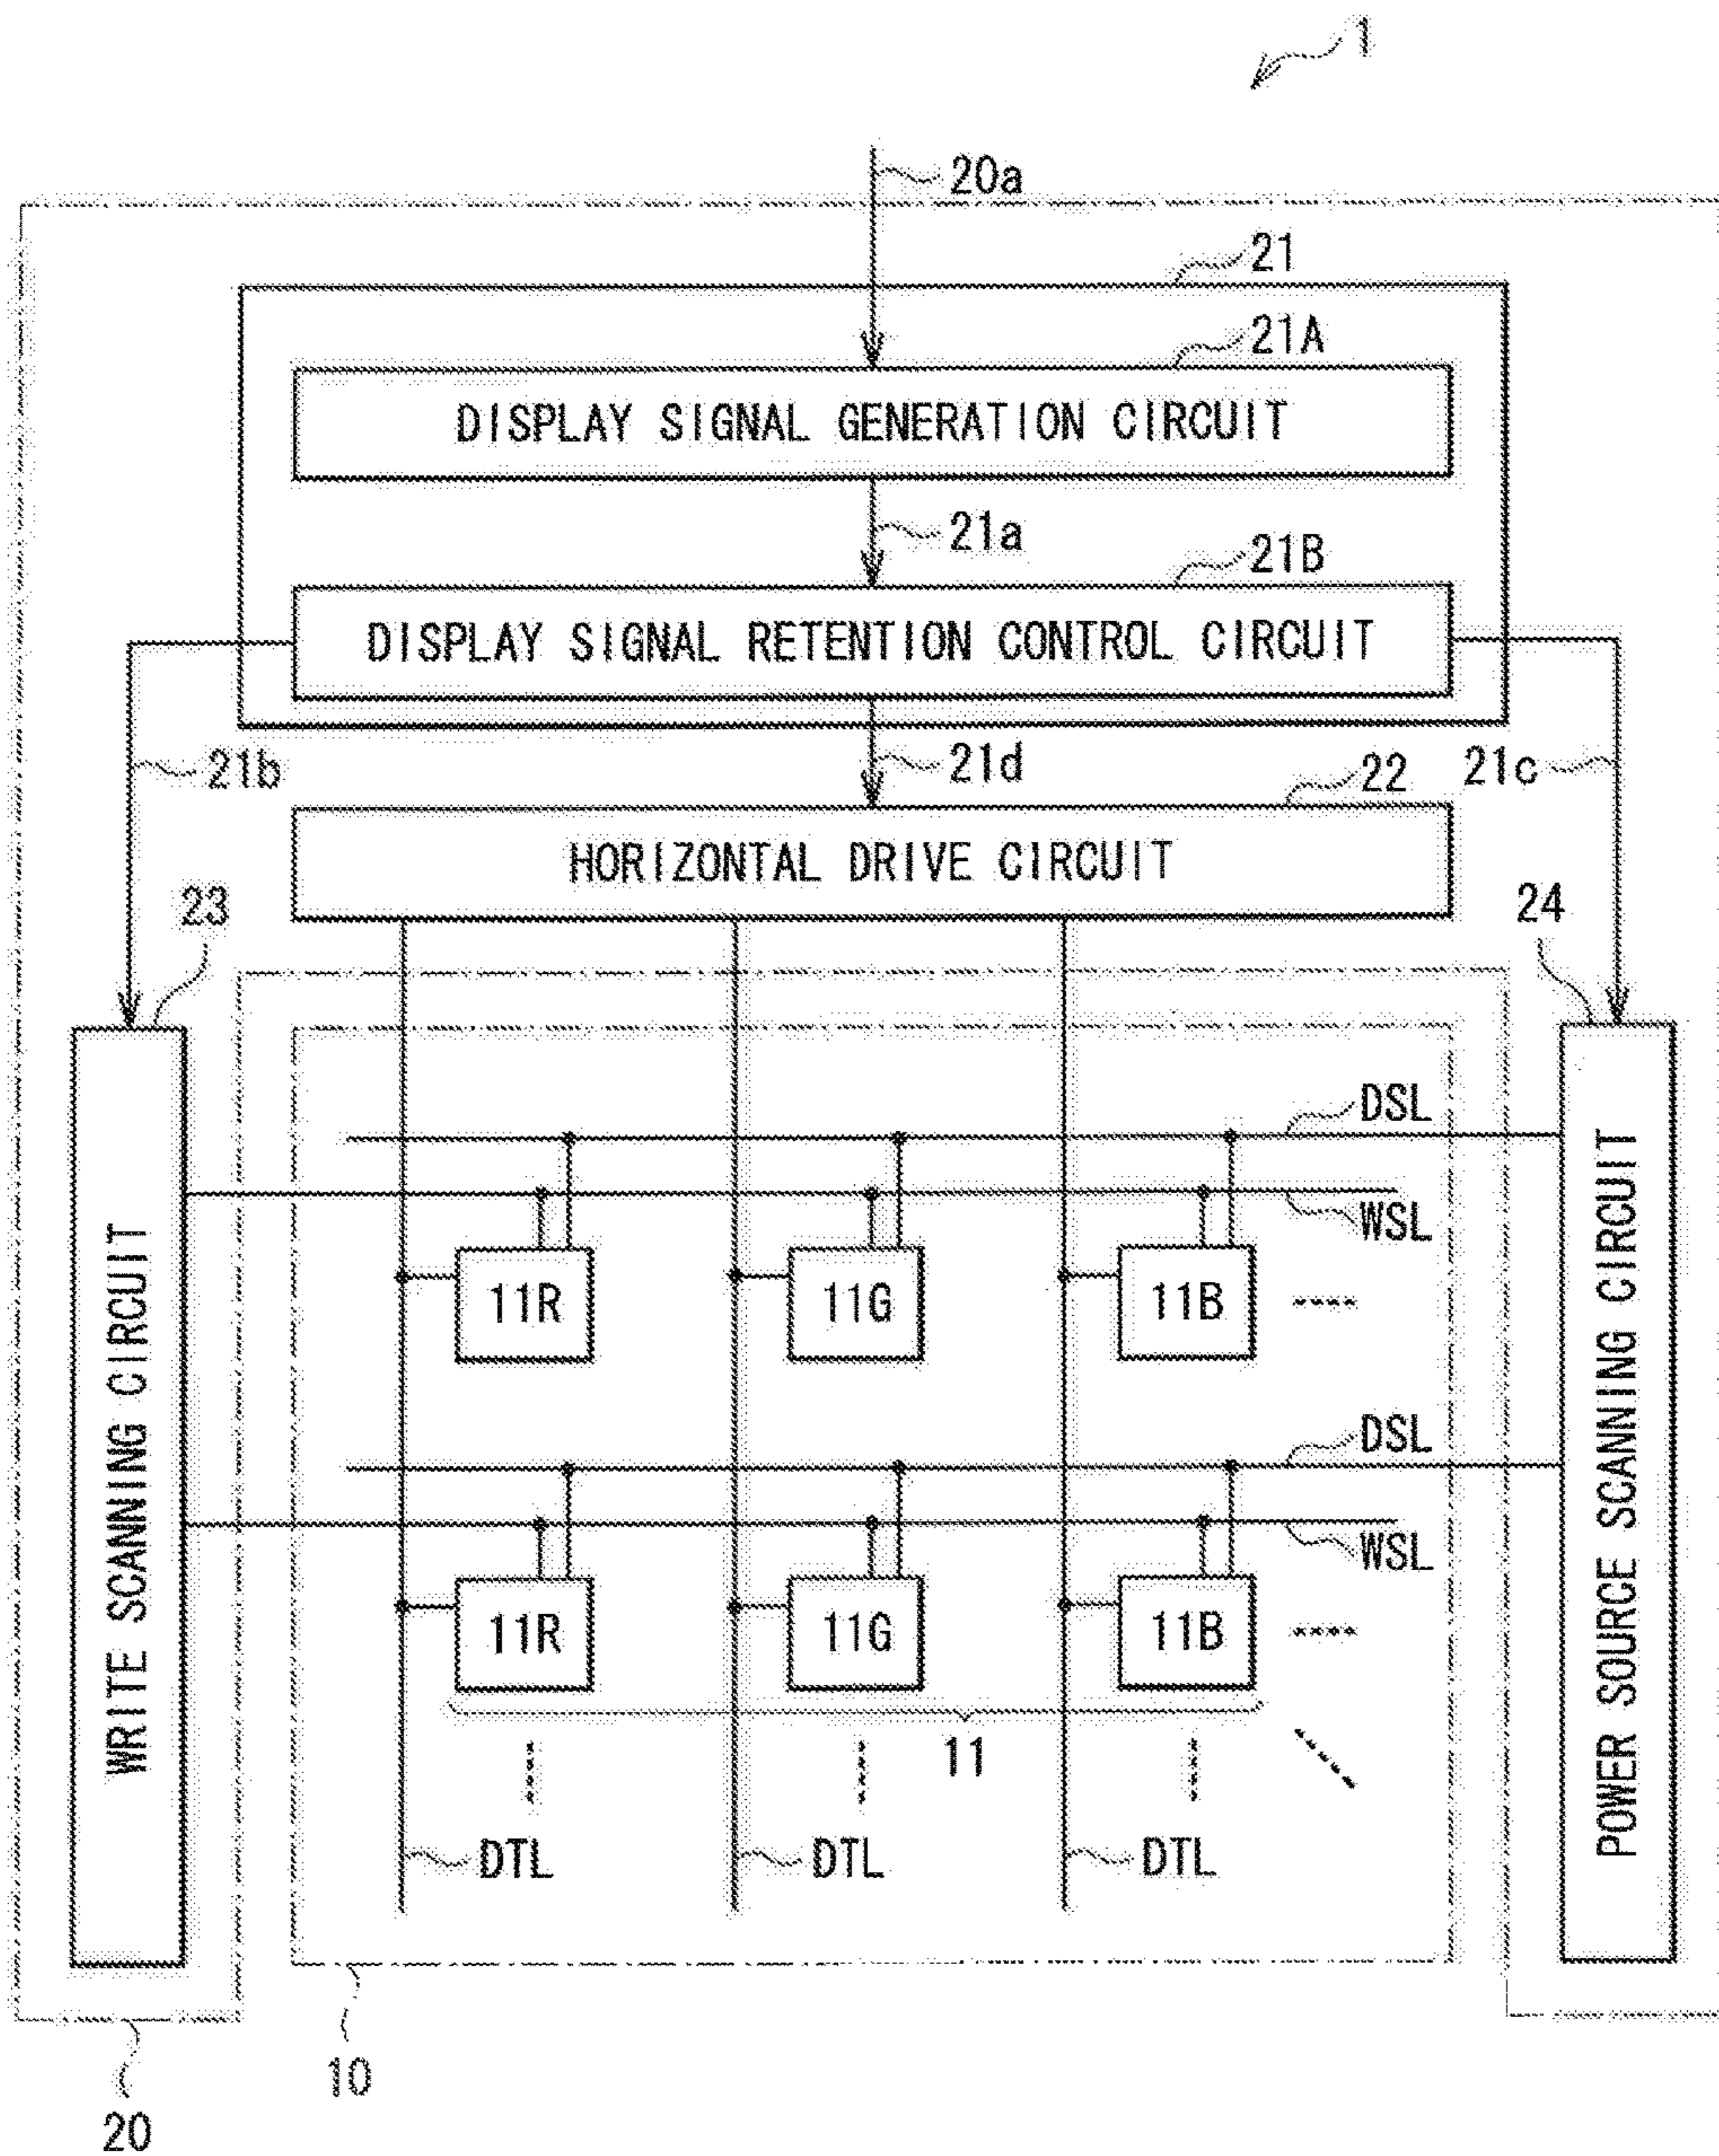 1
20a
21
21A
DISPLAY SIGNAL GENERATION CIRCUIT
21a
21B
DISPLAY SIGNAL RETENTION CONTROL CIRCUIT
21b
21d
22
21c
HORIZONTAL DRIVE CIRCUIT
23
24
WRITE SCANNING CIRCUIT
DSL
WSL
11R
11G
11B
DSL
WSL
11R
11G
11B
11
DTL
DTL
DTL
POWER SOURCE SCANNING CIRCUIT
10
20